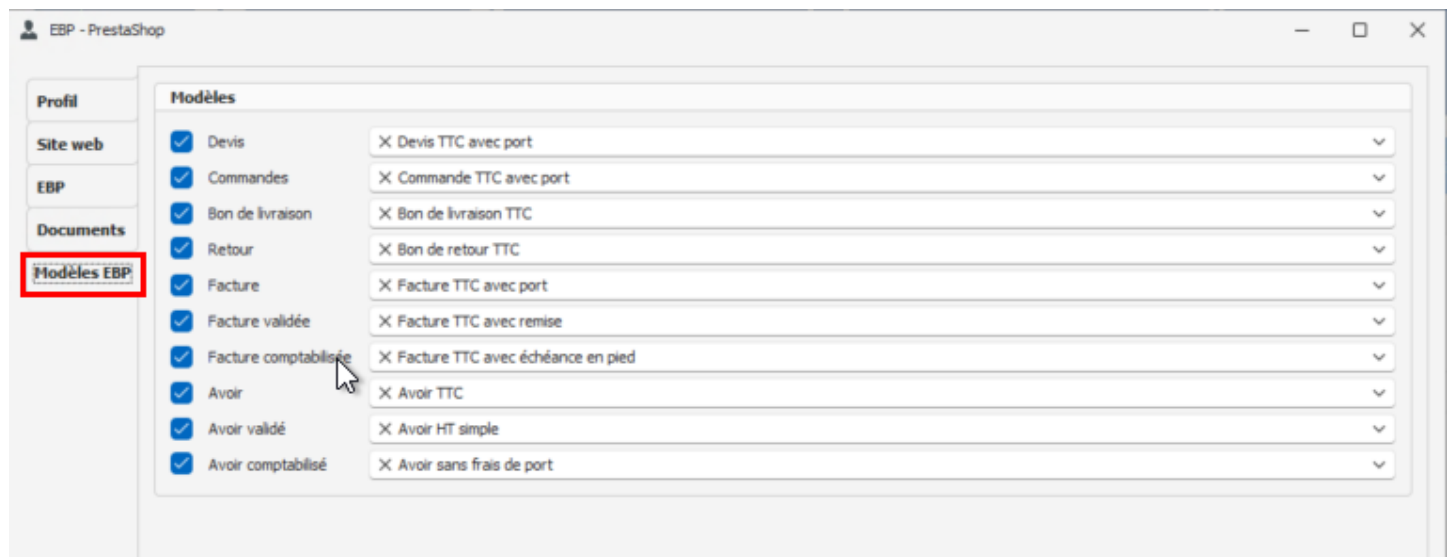 EBP - PrestaShop
Profil
Site web
EBP
Documents
Modèles EBP
Modèles
Devis
Devis TTC avec port
Commandes
Commande TTC avec port
Bon de livraison
Bon de livraison TTC
Retour
Bon de retour TTC
Facture
Facture TTC avec port
Facture validée
Facture TTC avec remise
Facture comptabilisée
Facture TTC avec échéance en pied
Avoir
Avoir TTC
Avoir validé
Avoir HT simple
Avoir comptabilisé
Avoir sans frais de port